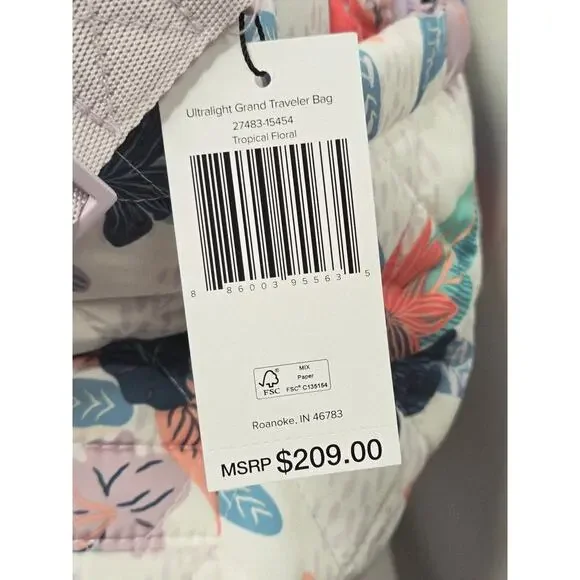 Ultralight Grand Traveler Bag
27483-15454
Tropical Floral
8 86003 95563 5
FSC
MIX
Paper
FSC® C135154
Roanoke, IN 46783
MSRP $209.00